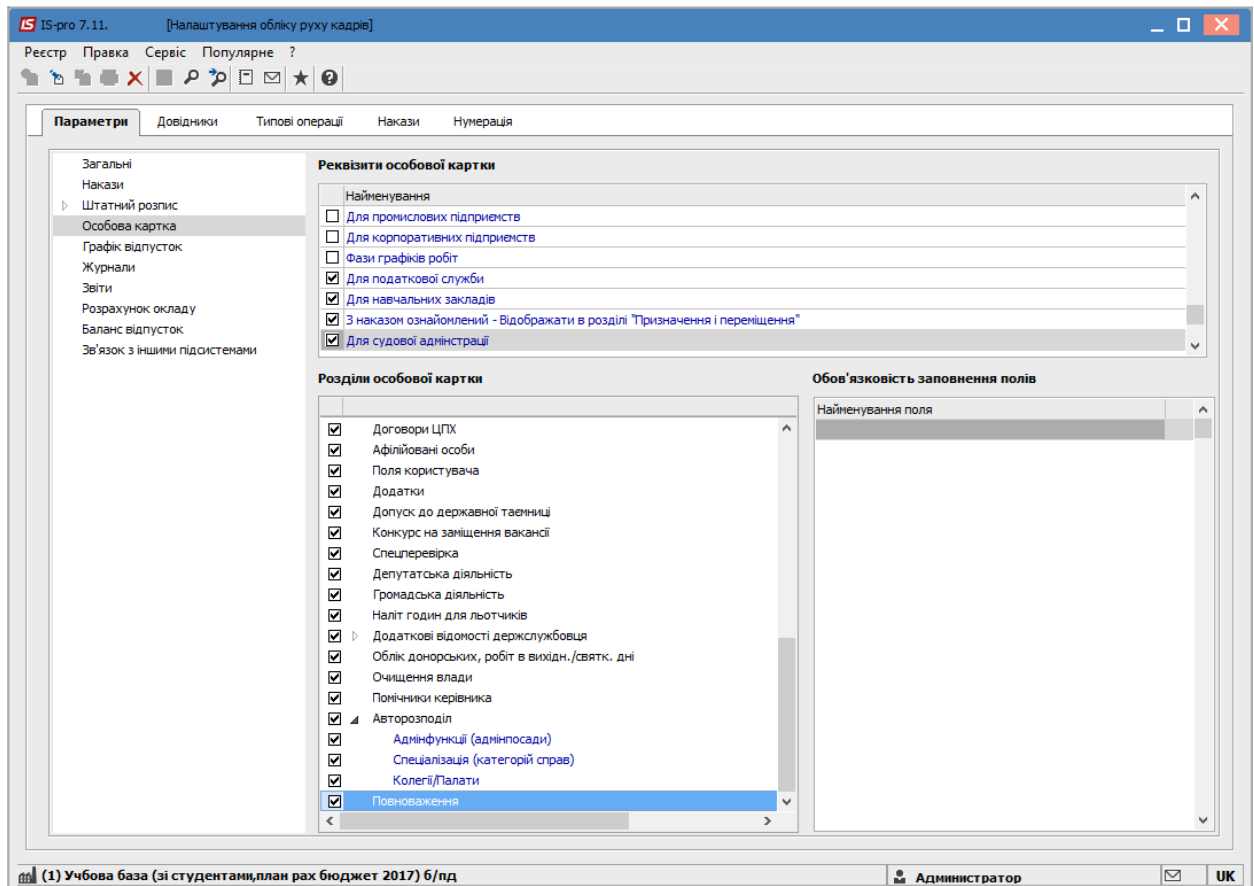 IS-pro 7.11. [Налаштування обліку руху кадрів]
Реєстр Правка Сервіс Популярне ?
Параметри Довідники Типові операції Накази Нумерація
Загальні
Накази
Штатний розпис
Особова картка
Графік відпусток
Журнали
Звіти
Розрахунок окладу
Баланс відпусток
Зв'язок з іншими підсистемами
Реквізити особової картки
Найменування
Для промислових підприємств
Для корпоративних підприємств
Фази графіків робіт
Для податкової служби
Для навчальних закладів
З наказом ознайомлений - Відображати в розділі "Призначення і переміщення"
Для судової адмінстрації
Розділи особової картки
Договори ЦПХ
Афілійовані особи
Поля користувача
Додатки
Допуск до державної таємниці
Конкурс на заміщення вакансії
Спецперевірка
Депутатська діяльність
Громадська діяльність
Наліт годин для льотчиків
Додаткові відомості держслужбовця
Облік донорських, робіт в вихідн./святк. дні
Очищення влади
Помічники керівника
Авторозподіл
Адмінфункції (адмінпосади)
Спеціалізація (категорій справ)
Колегії/Палати
Повноваження
Обов'язковість заповнення полів
Найменування поля
(1) Учбова база (зі студентами,план рах бюджет 2017) б/пд Администратор UK